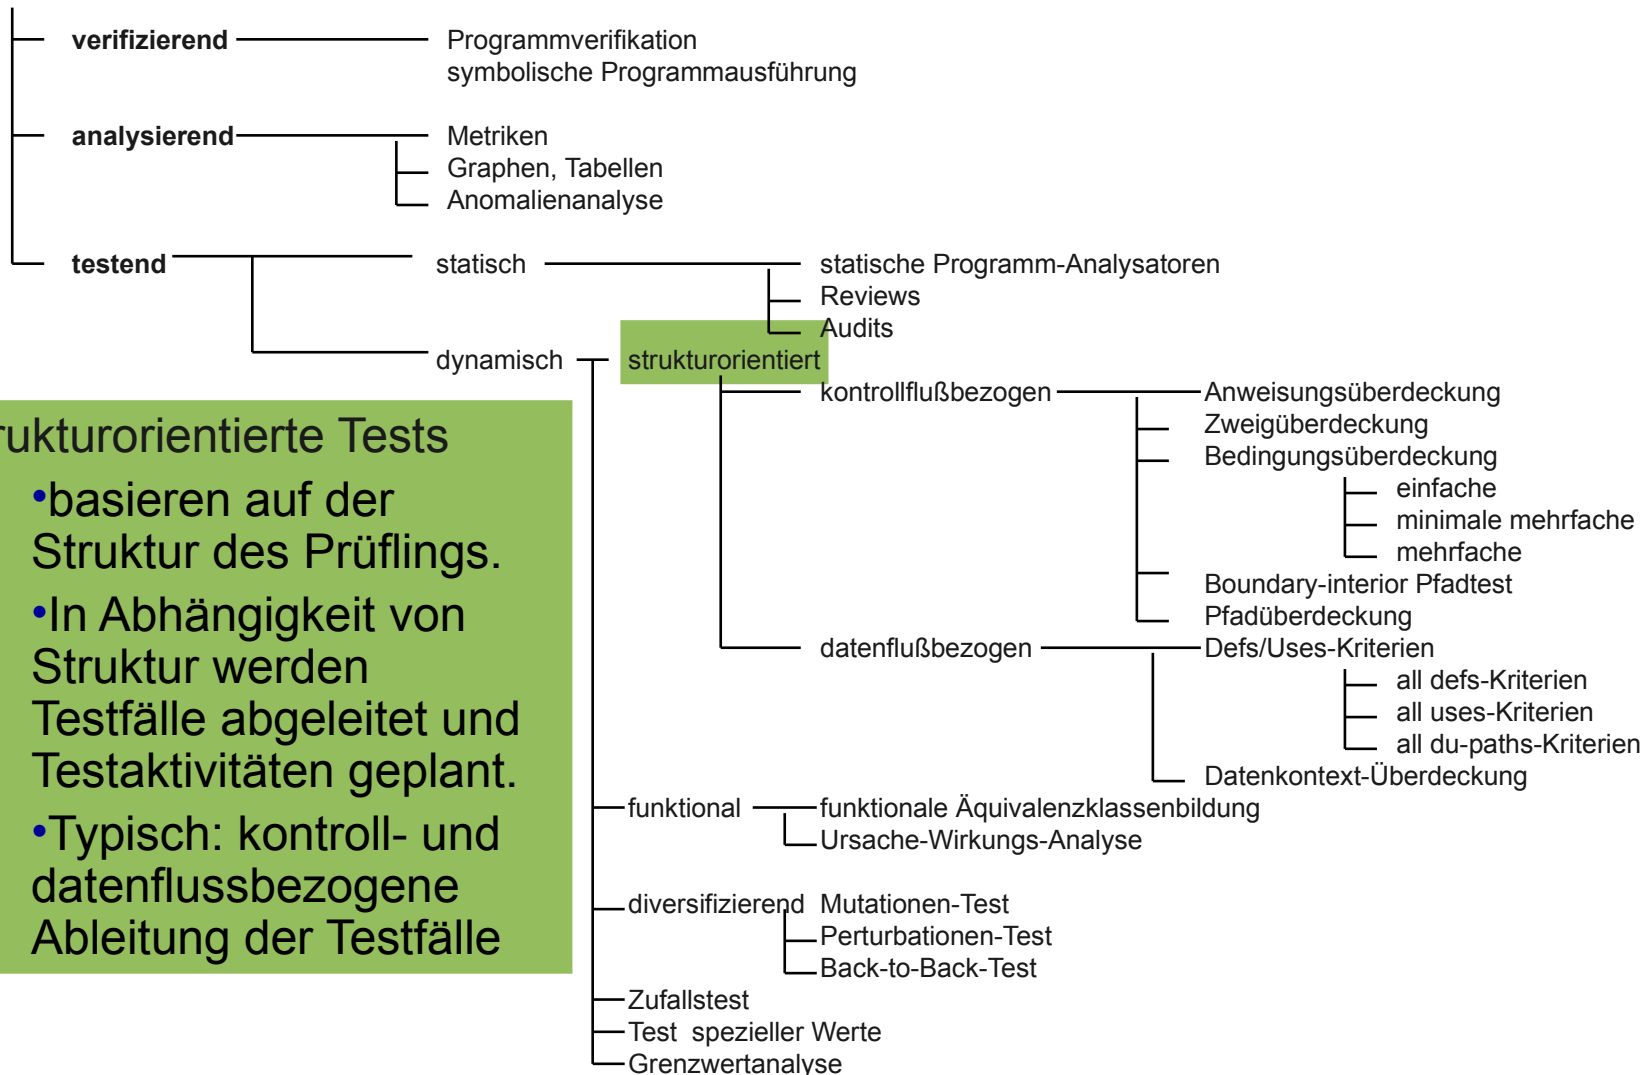 verifizierend Programmverifikation
symbolische Programmausführung
analysierend Metriken
Graphen, Tabellen
Anomalienanalyse
testend statisch statische Programm-Analysatoren
Reviews
Audits
dynamisch strukturorientiert
kontrollflußbezogen Anweisungsüberdeckung
Zweigüberdeckung
Bedingungsüberdeckung
einfache
minimale mehrfache
mehrfache
Boundary-interior Pfadtest
Pfadüberdeckung
datenflußbezogen Defs/Uses-Kriterien
all defs-Kriterien
all uses-Kriterien
all du-paths-Kriterien
Datenkontext-Überdeckung
funktional funktionale Äquivalenzklassenbildung
Ursache-Wirkungs-Analyse
diversifizierend Mutationen-Test
Perturbationen-Test
Back-to-Back-Test
Zufallstest
Test spezieller Werte
Grenzwertanalyse
rukturorientierte Tests
•basieren auf der
Struktur des Prüflings.
•In Abhängigkeit von
Struktur werden
Testfälle abgeleitet und
Testaktivitäten geplant.
•Typisch: kontroll- und
datenflussbezogene
Ableitung der Testfälle